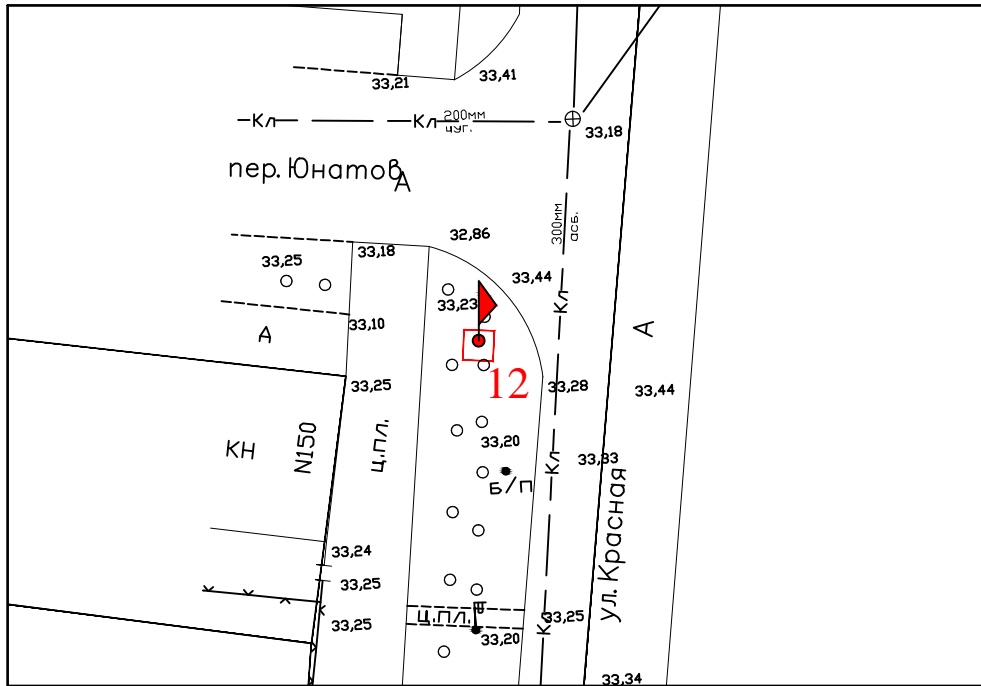 33,21
33,41
Кл
Кл
200мм
чуг.
33,18
пер. Юнатов
А
300мм
асб.
32,86
33,18
33,25
33,44
33,23
Кл
33,10
А
А
12
33,25
33,28
33,44
КН
N150
ц.пл.
33,20
33,33
Кл
Б/П
ул. Красная
33,24
33,25
33,25
ц.пл.
33,25
Кл
33,20
33,34